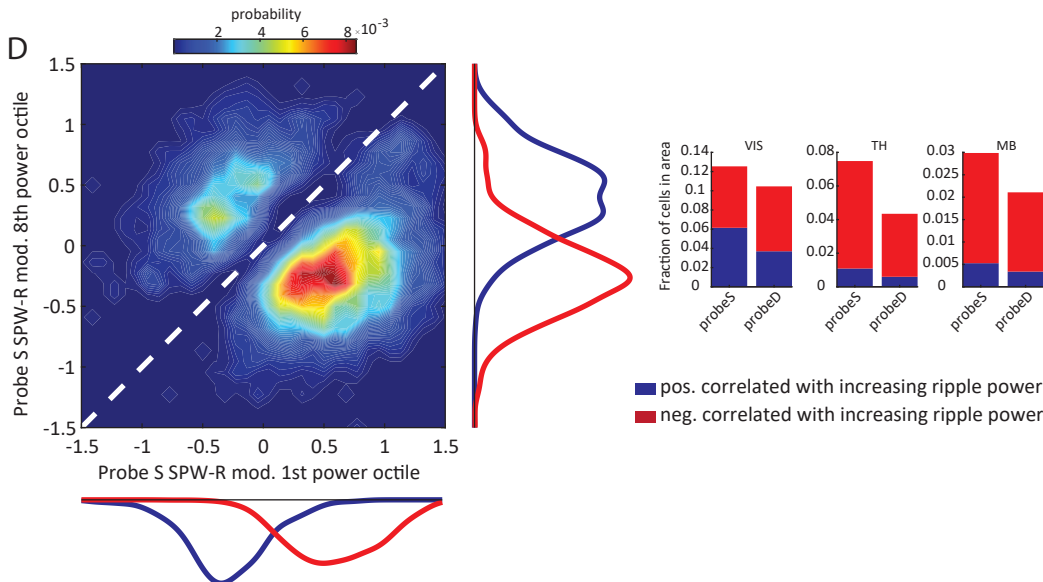 D
probability
2 4 6 8 ×10⁻³
Probe S SPW-R mod. 8th power octile
1.5
1
0.5
0
-0.5
-1
-1.5
-1.5 -1 -0.5 0 0.5 1 1.5
Probe S SPW-R mod. 1st power octile
Fraction of cells in area
VIS
0.14
0.12
0.1
0.08
0.06
0.04
0.02
0
probeS
probeD
TH
0.08
0.06
0.04
0.02
0
probeS
probeD
MB
0.03
0.025
0.02
0.015
0.01
0.005
0
probeS
probeD
pos. correlated with increasing ripple power
neg. correlated with increasing ripple power